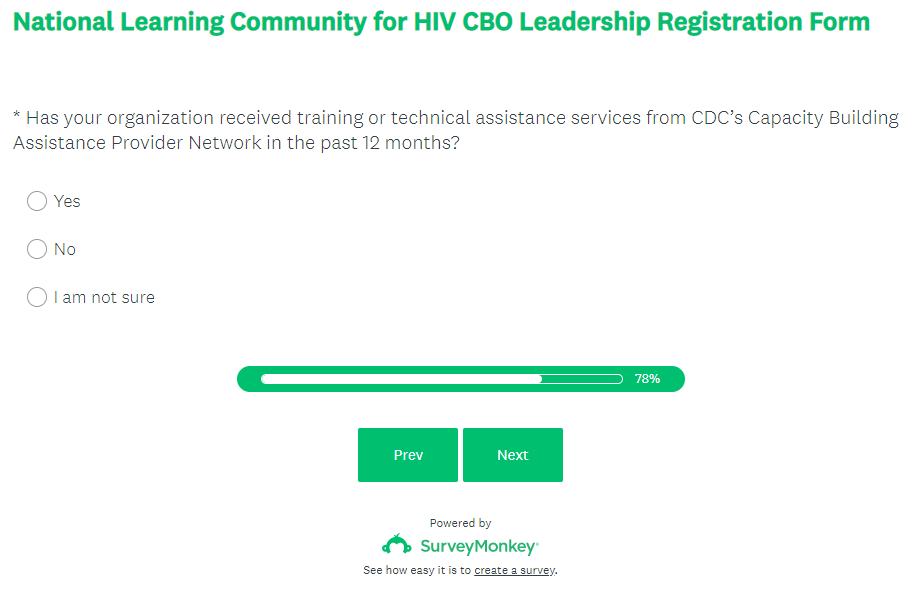 National Learning Community for HIV CBO Leadership Registration Form
* Has your organization received training or technical assistance services from CDC’s Capacity Building
Assistance Provider Network in the past 12 months?
Yes
No
I am not sure
78%
Prev
Next
Powered by
SurveyMonkey®
See how easy it is to create a survey.